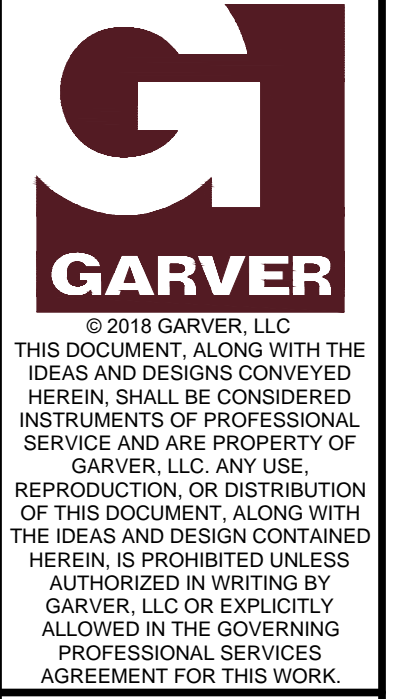 GARVER
© 2018 GARVER, LLC
THIS DOCUMENT, ALONG WITH THE
IDEAS AND DESIGNS CONVEYED
HEREIN, SHALL BE CONSIDERED
INSTRUMENTS OF PROFESSIONAL
SERVICE AND ARE PROPERTY OF
GARVER, LLC. ANY USE,
REPRODUCTION, OR DISTRIBUTION
OF THIS DOCUMENT, ALONG WITH
THE IDEAS AND DESIGN CONTAINED
HEREIN, IS PROHIBITED UNLESS
AUTHORIZED IN WRITING BY
GARVER, LLC OR EXPLICITLY
ALLOWED IN THE GOVERNING
PROFESSIONAL SERVICES
AGREEMENT FOR THIS WORK.